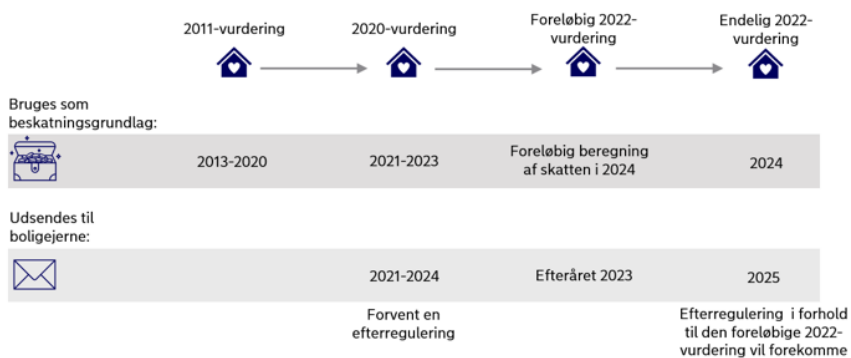 2011-vurdering
2020-vurdering
Foreløbig 2022-
vurdering
Endelig 2022-
vurdering
Bruges som
beskatningsgrundlag:
2013-2020
2021-2023
Foreløbig beregning
af skatten i 2024
2024
Udsendes til
boligejerne:
2021-2024
Efteråret 2023
2025
Forvent en
efterregulering
Efterregulering i forhold
til den foreløbige 2022-
vurdering vil forekomme